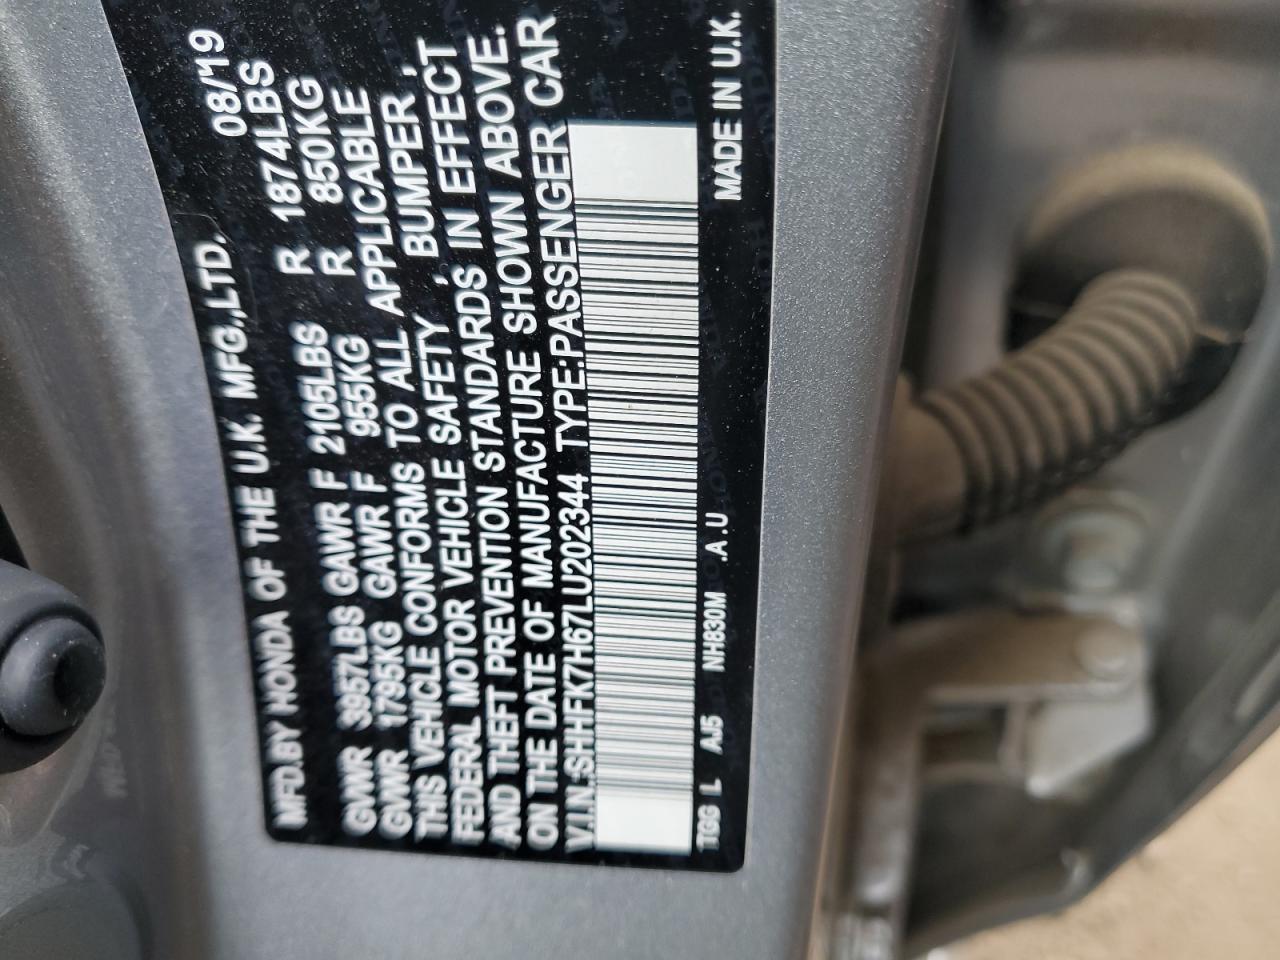 MFD.BY HONDA OF THE U.K. MFG.,LTD. 08/'19
GVWR 3957LBS GAWR F 2105LBS R 1874LBS
GVWR 1795KG GAWR F 955KG R 850KG
THIS VEHICLE CONFORMS TO ALL APPLICABLE
FEDERAL MOTOR VEHICLE SAFETY , BUMPER ,
AND THEFT PREVENTION STANDARDS IN EFFECT
ON THE DATE OF MANUFACTURE SHOWN ABOVE.
V.I.N.:SHHFK7H67LU202344 TYPE:PASSENGER CAR
TGG L AJ5 NH830M .A.U MADE IN U.K.